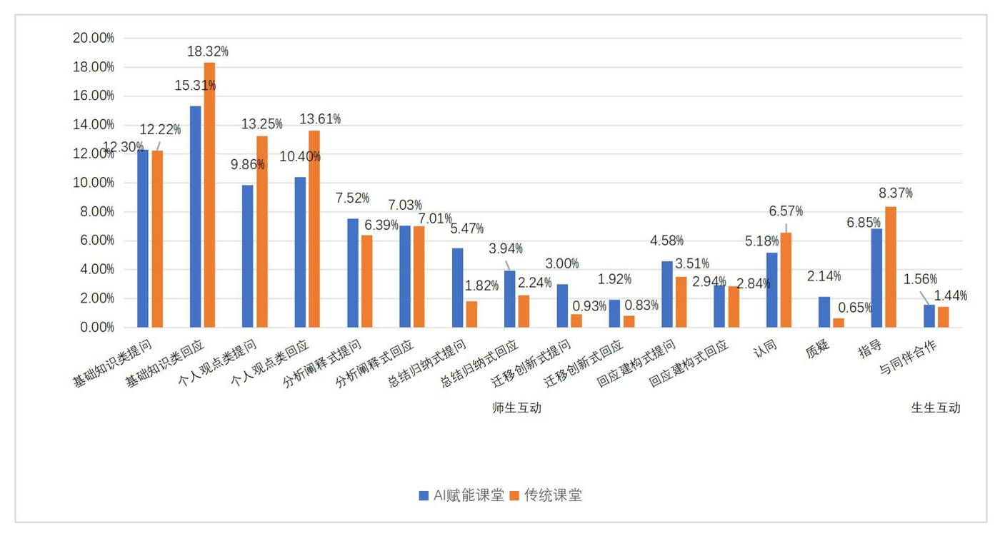 20.00%
18.00%
16.00%
14.00%
12.00%
10.00%
8.00%
6.00%
4.00%
2.00%
0.00%
12.30%
12.22%
15.31%
18.32%
9.86%
13.25%
10.40%
13.61%
7.52%
6.39%
7.03%
7.01%
5.47%
1.82%
3.94%
2.24%
3.00%
0.93%
1.92%
0.83%
4.58%
3.51%
2.94%
2.84%
5.18%
6.57%
2.14%
0.65%
6.85%
8.37%
1.56%
1.44%
基础知识类提问
基础知识类回应
个人观点类提问
个人观点类回应
分析阐释式提问
分析阐释式回应
总结归纳式提问
总结归纳式回应
迁移创新式提问
迁移创新式回应
回应建构式提问
回应建构式回应
认同
质疑
指导
与同伴合作
师生互动
生生互动
AI赋能课堂
传统课堂